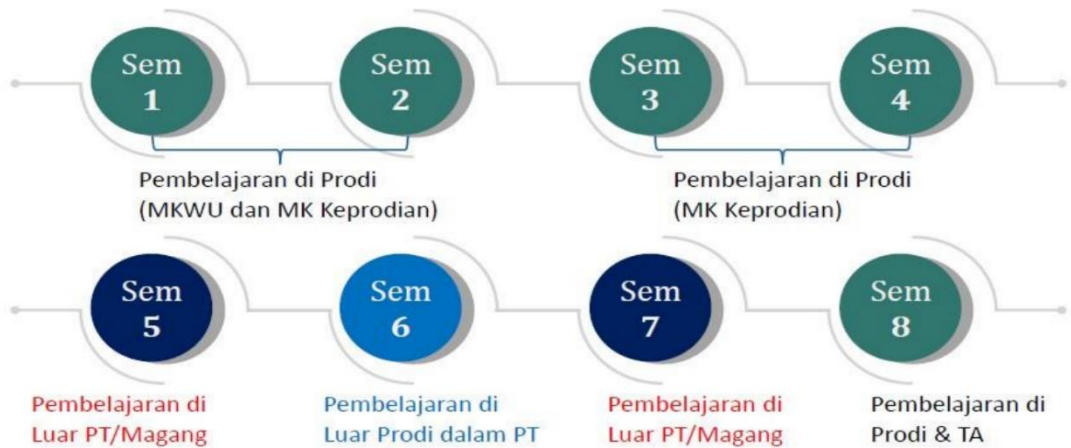 Sem
1
Sem
2
Sem
3
Sem
4
Pembelajaran di Prodi
(MKWU dan MK Keprodian)
Pembelajaran di Prodi
(MK Keprodian)
Sem
5
Sem
6
Sem
7
Sem
8
Pembelajaran di
Luar PT/Magang
Pembelajaran di
Luar Prodi dalam PT
Pembelajaran di
Luar PT/Magang
Pembelajaran di
Prodi & TA